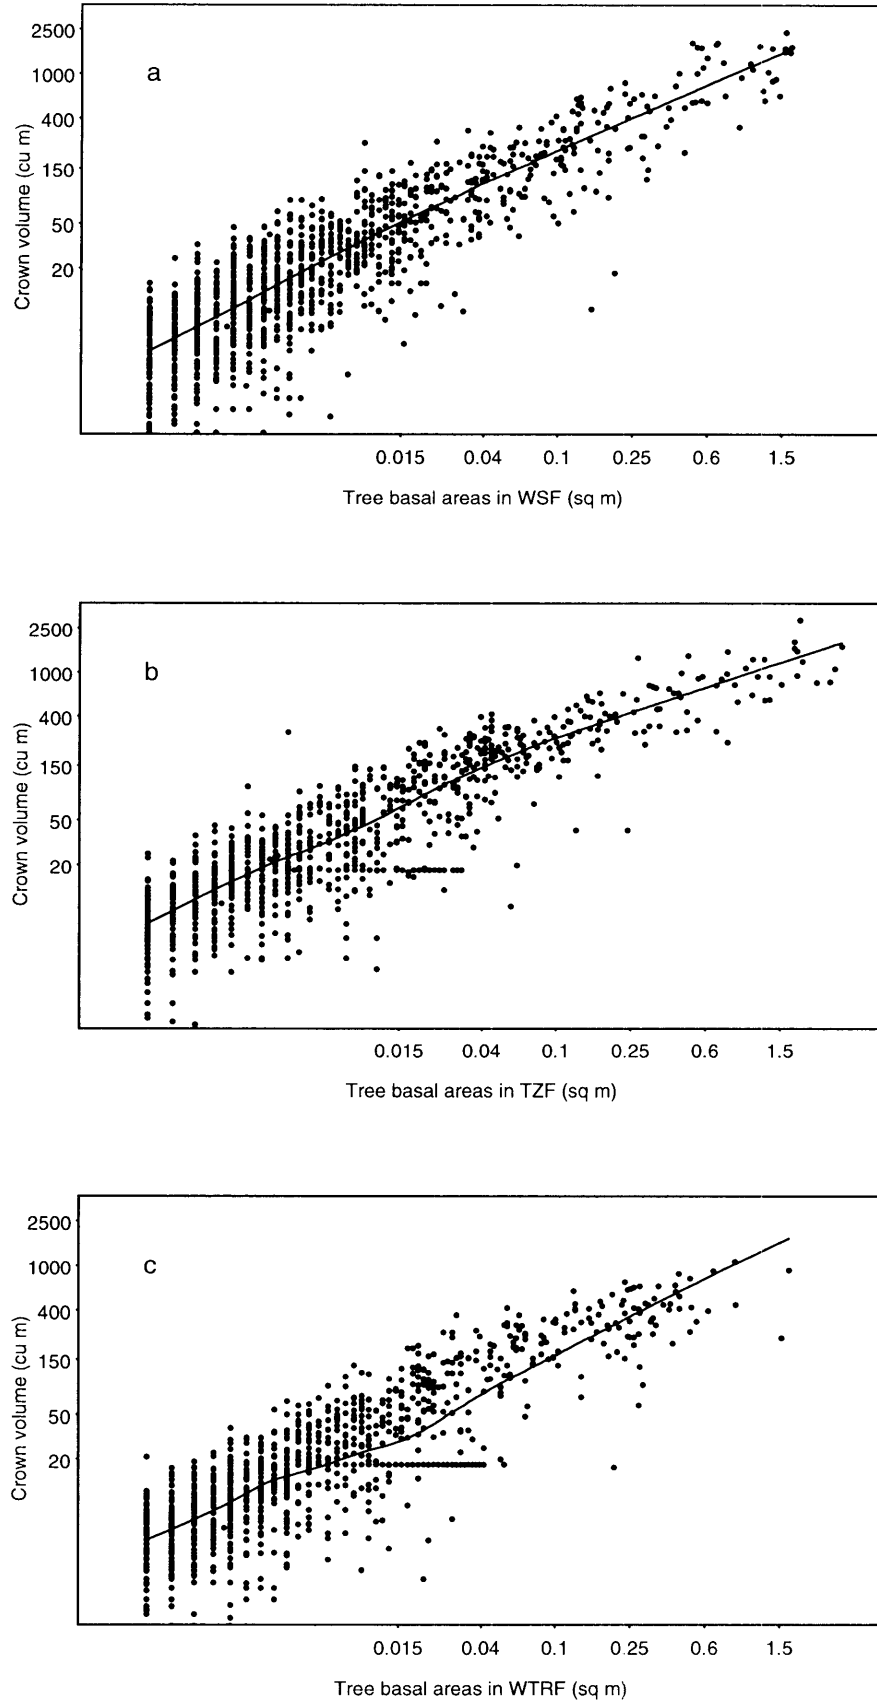 a
2500
1000
400
150
50
20
Crown volume (cu m)
0.015 0.04 0.1 0.25 0.6 1.5
Tree basal areas in WSF (sq m)
b
2500
1000
400
150
50
20
Crown volume (cu m)
0.015 0.04 0.1 0.25 0.6 1.5
Tree basal areas in TZF (sq m)
c
2500
1000
400
150
50
20
Crown volume (cu m)
0.015 0.04 0.1 0.25 0.6 1.5
Tree basal areas in WTRF (sq m)